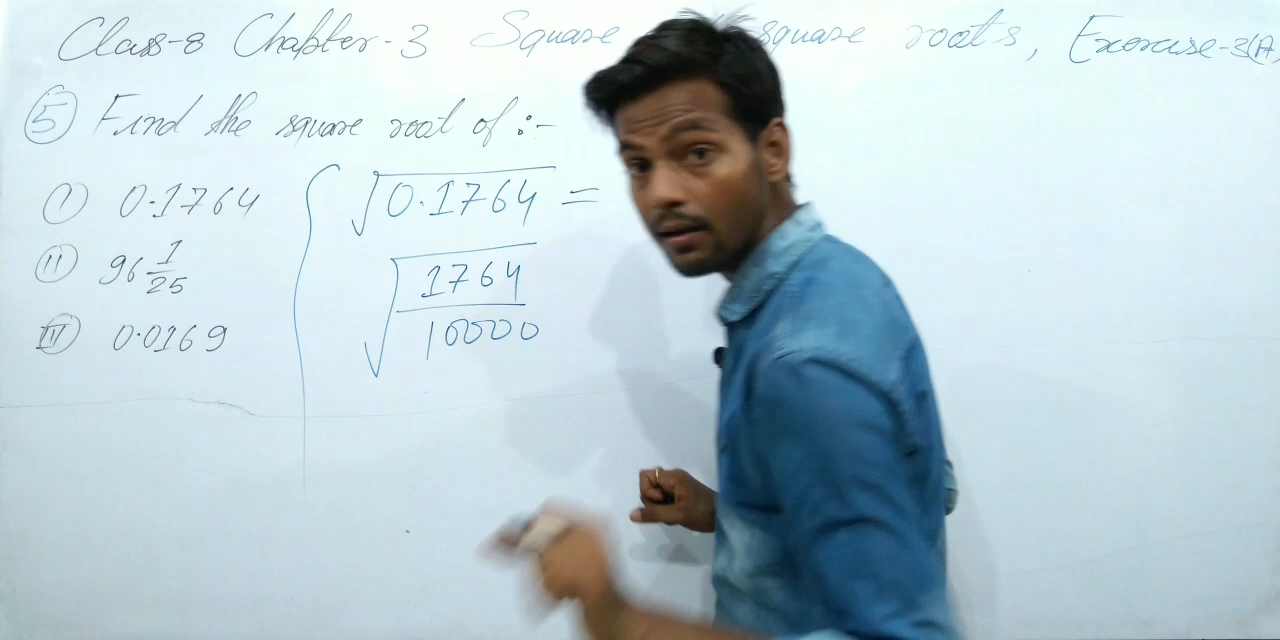 Class-8 Chapter-3 Square square roots, Exercise-3(A)
⑤ Find the square root of :-
Ⓘ 0.1764
ⓘⓘ 96 1/25
ⓘⓘⓘ 0.0169
√0.1764 =
√1764/10000